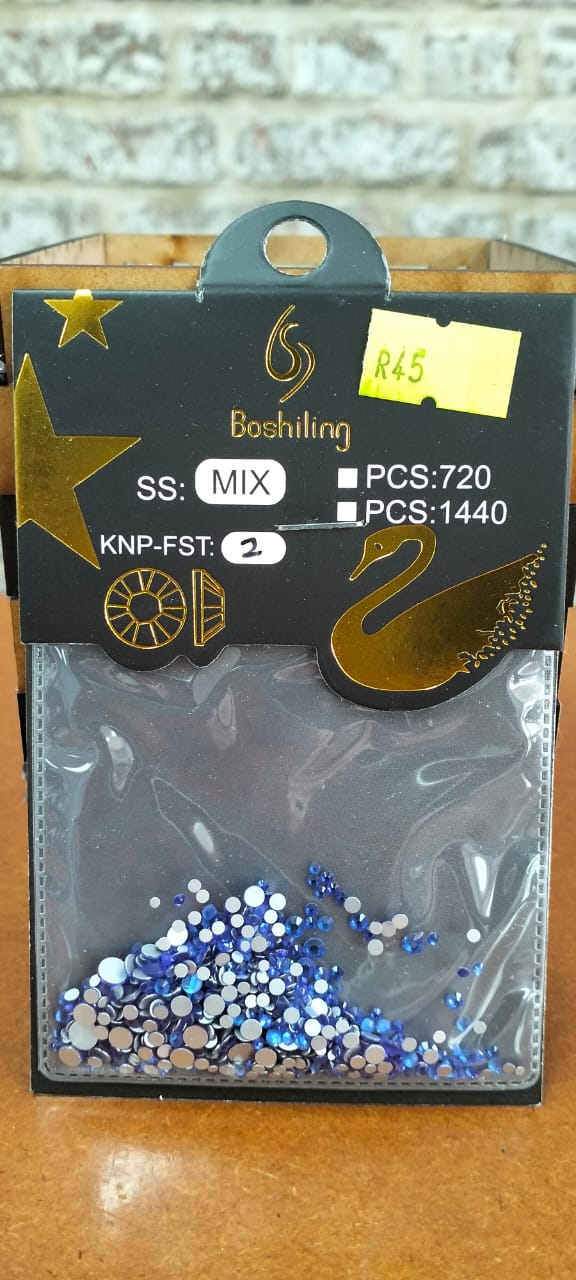 R45
Boshiling
SS: MIX
PCS:720
PCS:1440
KNP-FST: 2